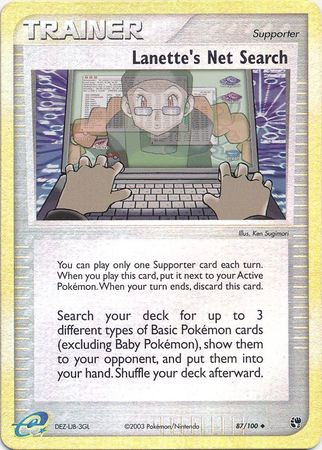 TRAINER
Supporter
Lanette's Net Search
Illus. Ken Sugimori
You can play only one Supporter card each turn.
When you play this card, put it next to your Active
Pokémon. When your turn ends, discard this card.
Search your deck for up to 3
different types of Basic Pokémon cards
(excluding Baby Pokémon), show them
to your opponent, and put them into
your hand. Shuffle your deck afterward.
e
DEZ-IJB-3GL
©2003 Pokémon/Nintendo
87/100 ◆